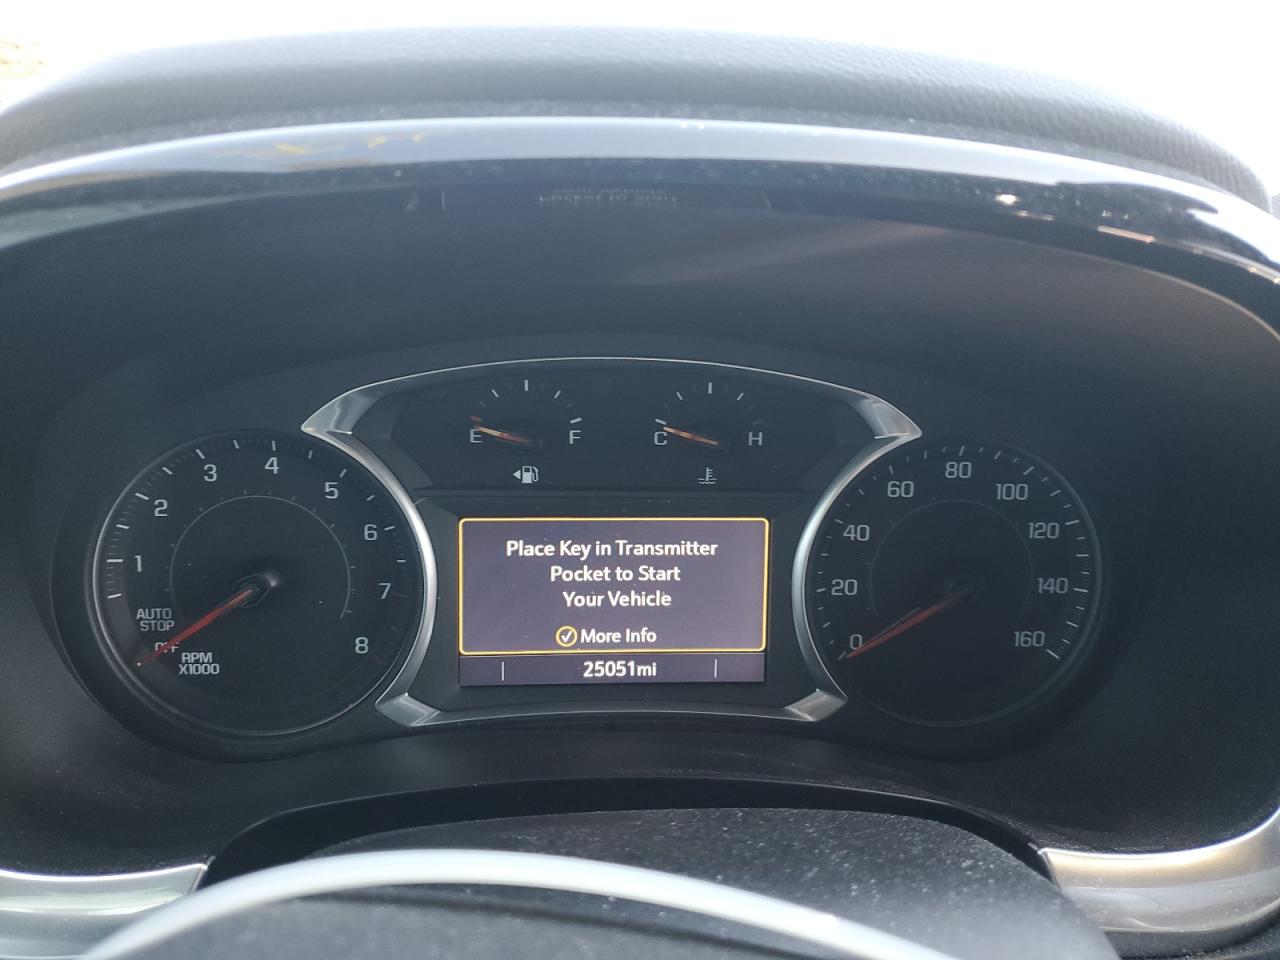 E F C H
1 2 3 4 5 6 7 8
AUTO
STOP
OFF
RPM
X1000
Place Key in Transmitter
Pocket to Start
Your Vehicle
More Info
25051mi
0 20 40 60 80 100 120 140 160